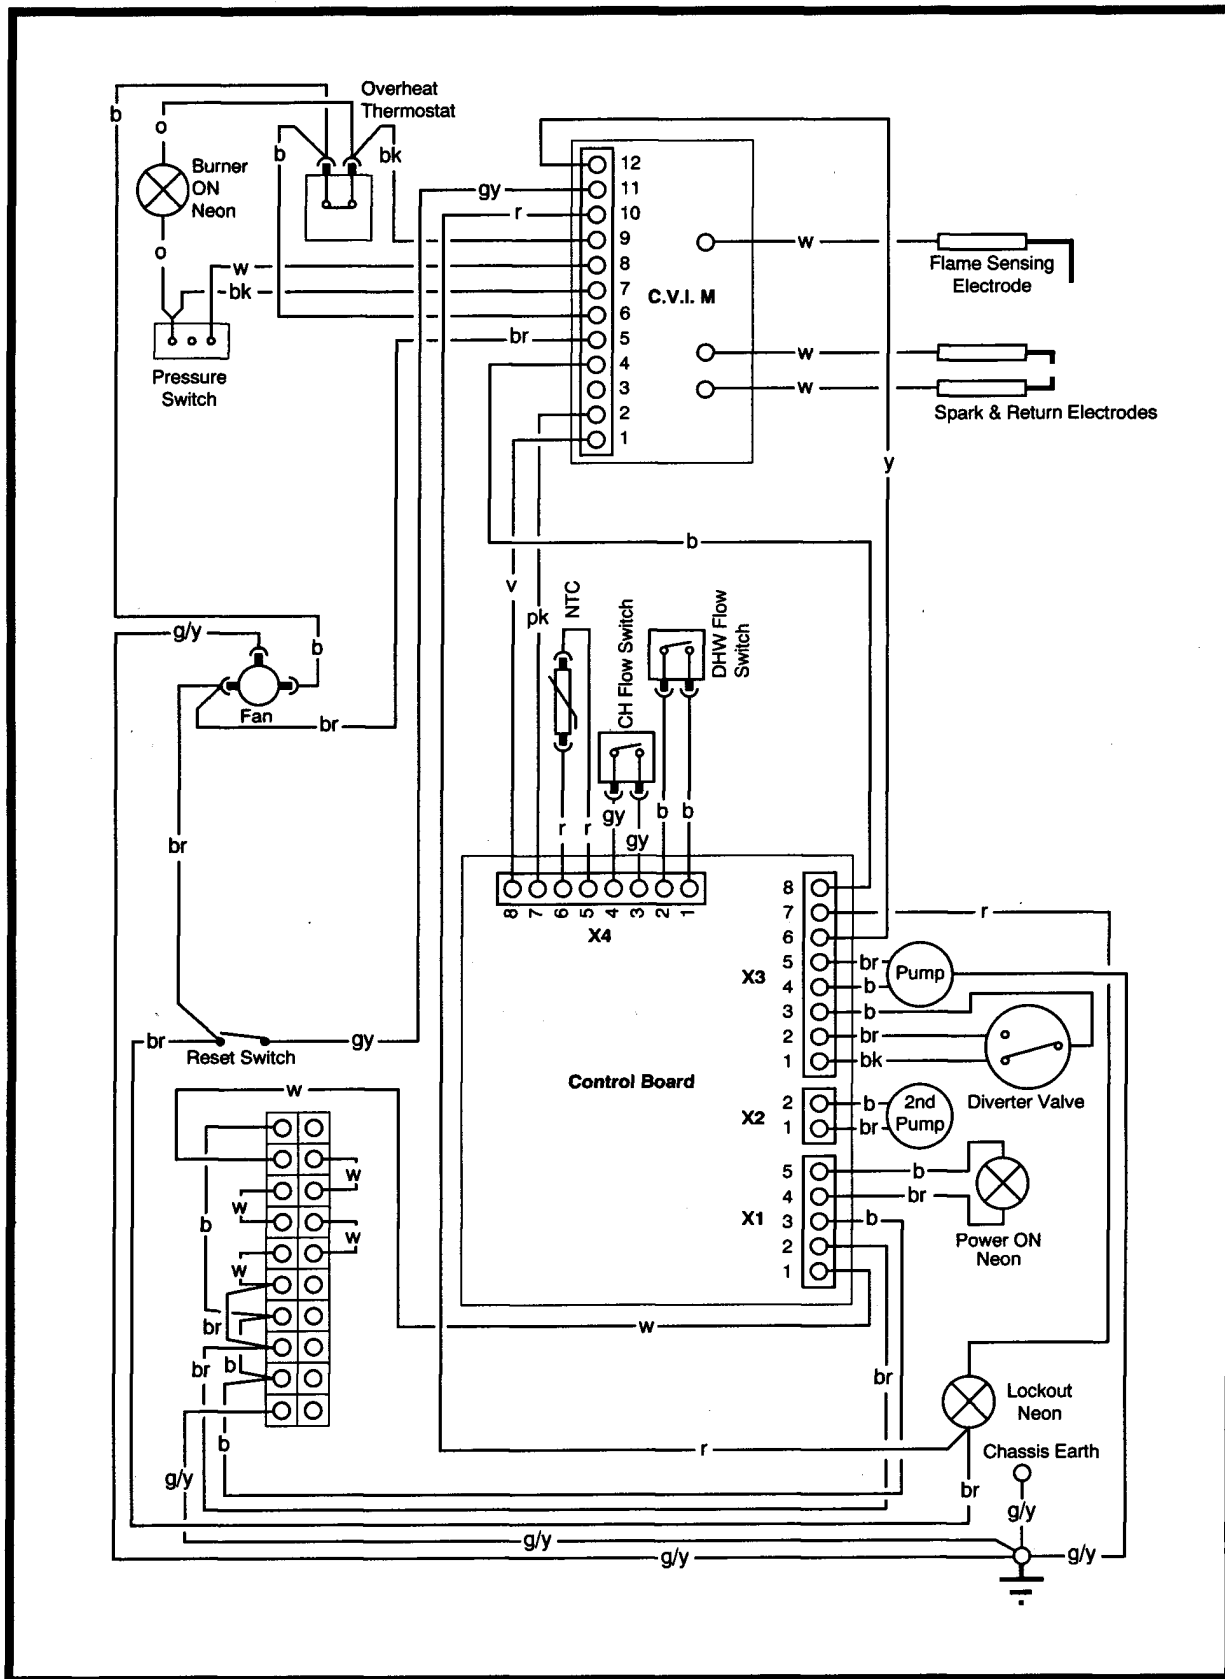 Overheat
Thermostat
b
o
b
bk
Burner
ON
Neon
o
w
bk
Pressure
Switch
gy
r
br
12
11
10
9
8
7
6
5
4
3
2
1
C.V.I. M
w
Flame Sensing
Electrode
w
w
Spark & Return Electrodes
y
b
v
pk
NTC
CH Flow Switch
DHW Flow
Switch
g/y
b
Fan
br
r
r
gy
gy
b
b
br
8
7
6
5
4
3
2
1
X4
8
7
6
5
4
3
2
1
X3
r
br
Pump
b
b
br
bk
Diverter Valve
br
Reset Switch
gy
Control Board
w
X2
2
1
b
br
2nd
Pump
X1
5
4
3
2
1
b
br
b
Power ON
Neon
w
w
w
w
b
br
br
b
b
w
br
Lockout
Neon
r
Chassis Earth
g/y
br
g/y
g/y
g/y
g/y